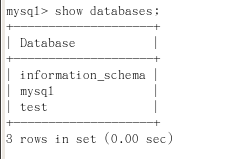 mysql> show databases;
+--------------------+
| Database           |
+--------------------+
| information_schema |
| mysql              |
| test               |
+--------------------+
3 rows in set (0.00 sec)